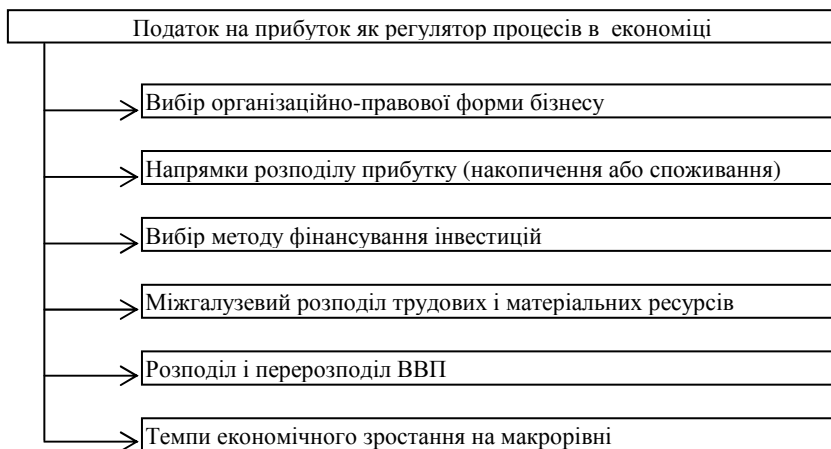 Податок на прибуток як регулятор процесів в економіці
Вибір організаційно-правової форми бізнесу
Напрямки розподілу прибутку (накопичення або споживання)
Вибір методу фінансування інвестицій
Міжгалузевий розподіл трудових і матеріальних ресурсів
Розподіл і перерозподіл ВВП
Темпи економічного зростання на макрорівні